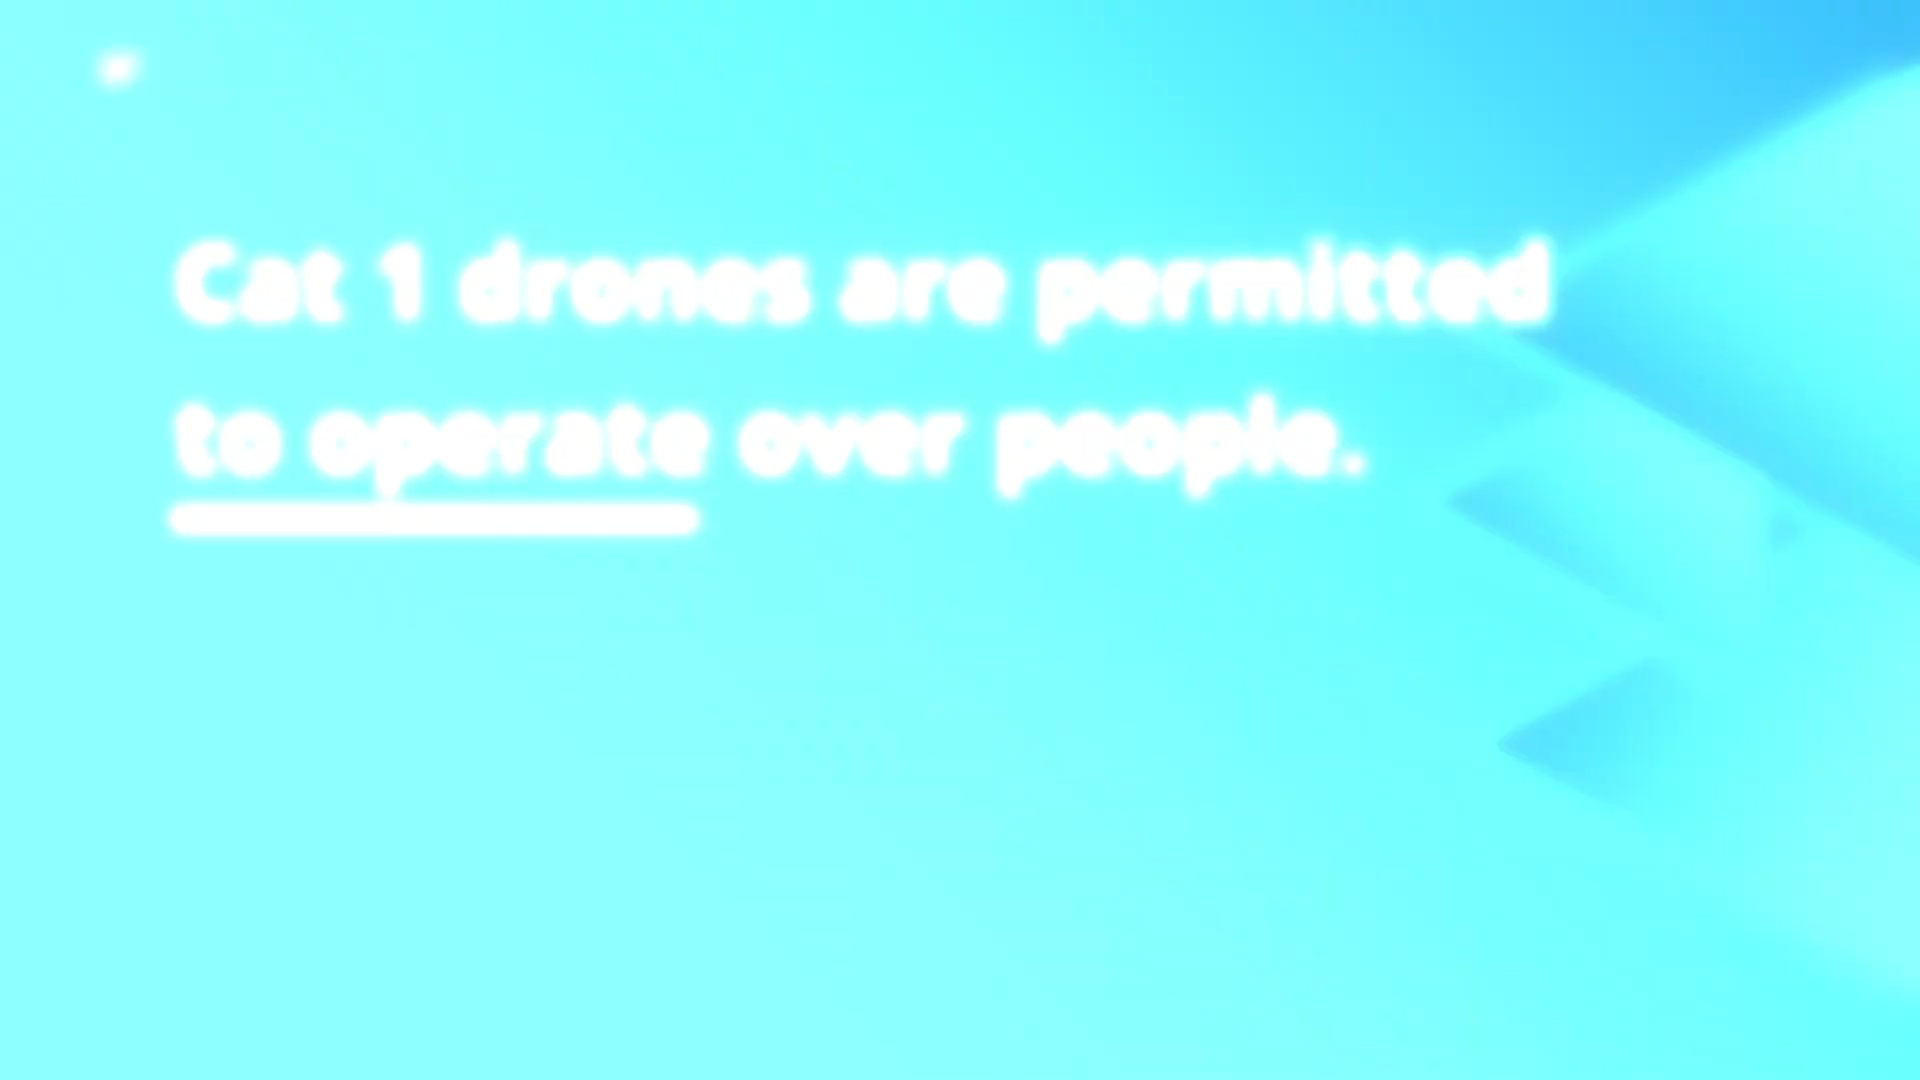 Cat 1 drones are permitted
to operate over people.